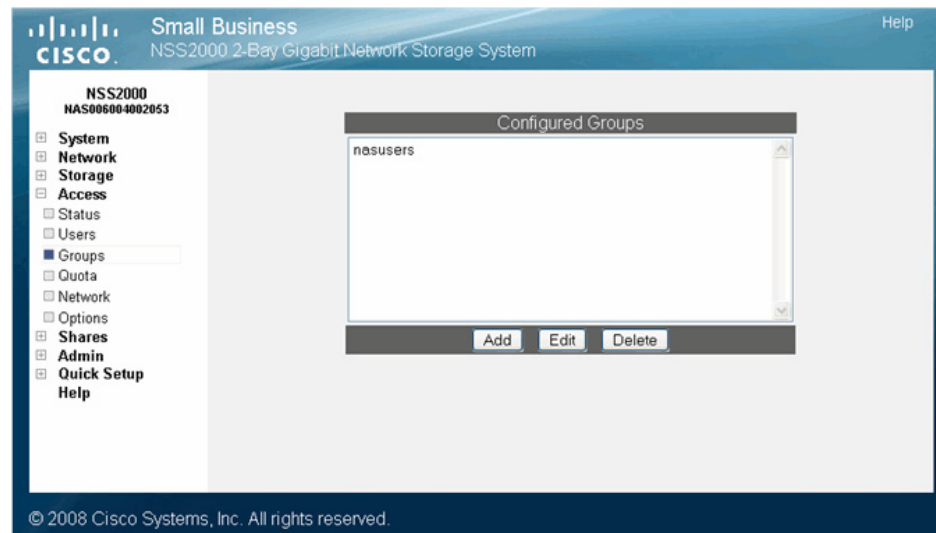 Small Business
Help
CISCO.
NSS2000 2-Bay Gigabit Network Storage System
NSS2000
NAS006004002053
System
Network
Storage
Access
Status
Users
Groups
Quota
Network
Options
Shares
Admin
Quick Setup
Help
Configured Groups
nasusers
Add
Edit
Delete
© 2008 Cisco Systems, Inc. All rights reserved.